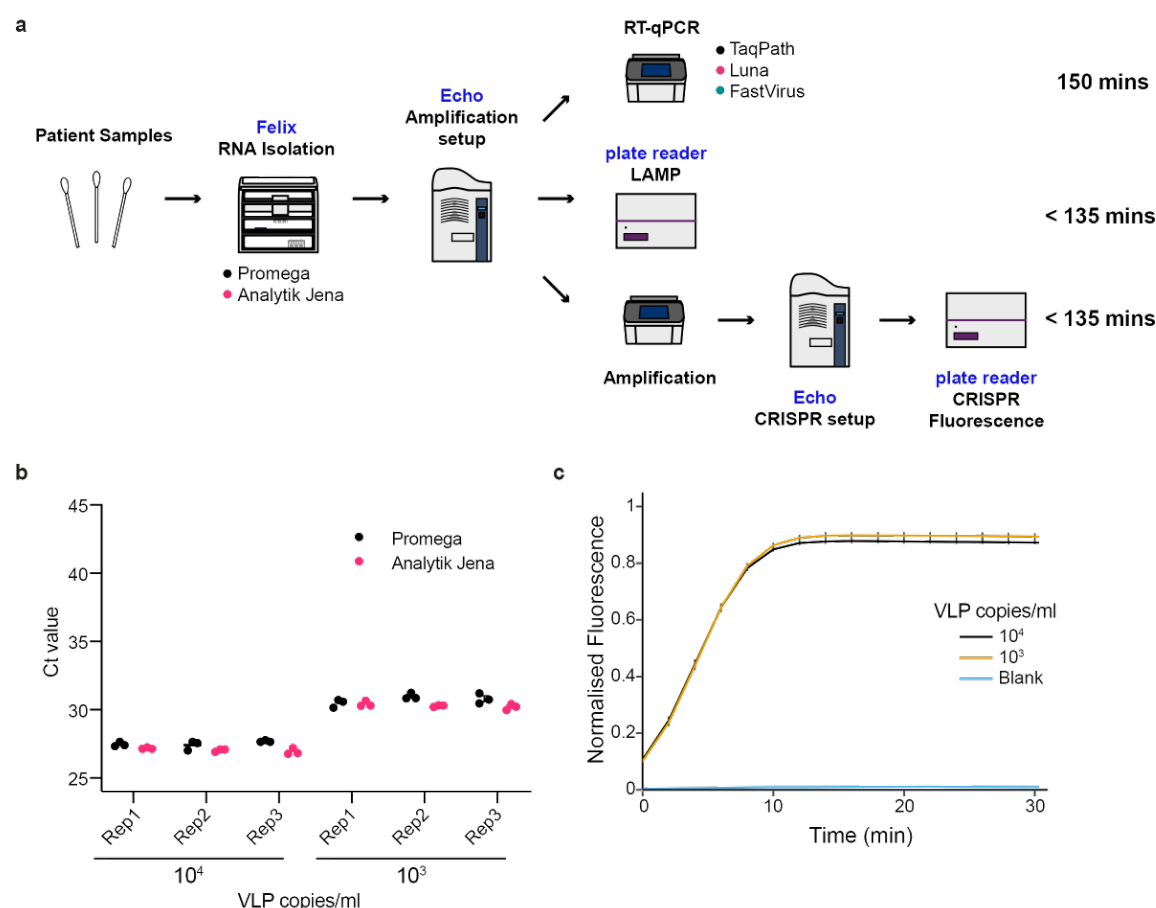 a
RT-qPCR
TaqPath
Luna
FastVirus
150 mins
Patient Samples
Felix
RNA Isolation
Promega
Analytik Jena
Echo
Amplification
setup
plate reader
LAMP
< 135 mins
Amplification
Echo
CRISPR setup
plate reader
CRISPR
Fluorescence
< 135 mins
b
45
40
35
30
25
Ct value
Promega
Analytik Jena
Rep1
Rep2
Rep3
Rep1
Rep2
Rep3
10⁴
10³
VLP copies/ml
c
1
0.8
0.6
0.4
0.2
0
Normalised Fluorescence
VLP copies/ml
10⁴
10³
Blank
0
10
20
30
Time (min)